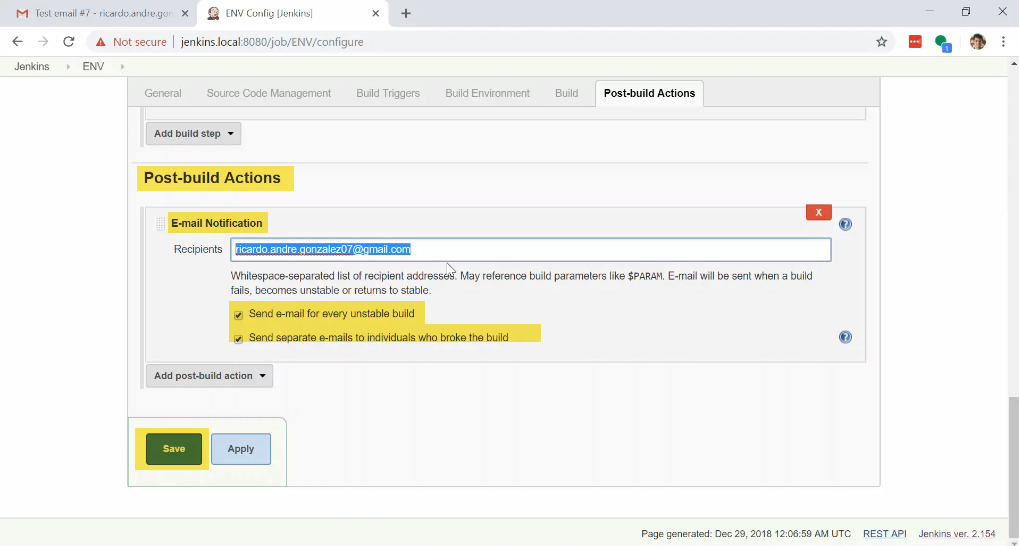 Test email #7 - ricardo.andre.gon
ENV Config [Jenkins]
Not secure | jenkins.local:8080/job/ENV/configure
1
Jenkins ENV
General Source Code Management Build Triggers Build Environment Build Post-build Actions
Add build step
Post-build Actions
X
E-mail Notification
Recipients ricardo.andre.gonzalez07@gmail.com
Whitespace-separated list of recipient addresses. May reference build parameters like $PARAM. E-mail will be sent when a build
fails, becomes unstable or returns to stable.
Send e-mail for every unstable build
Send separate e-mails to individuals who broke the build
Add post-build action
Save Apply
Page generated: Dec 29, 2018 12:06:59 AM UTC REST API Jenkins ver. 2.154